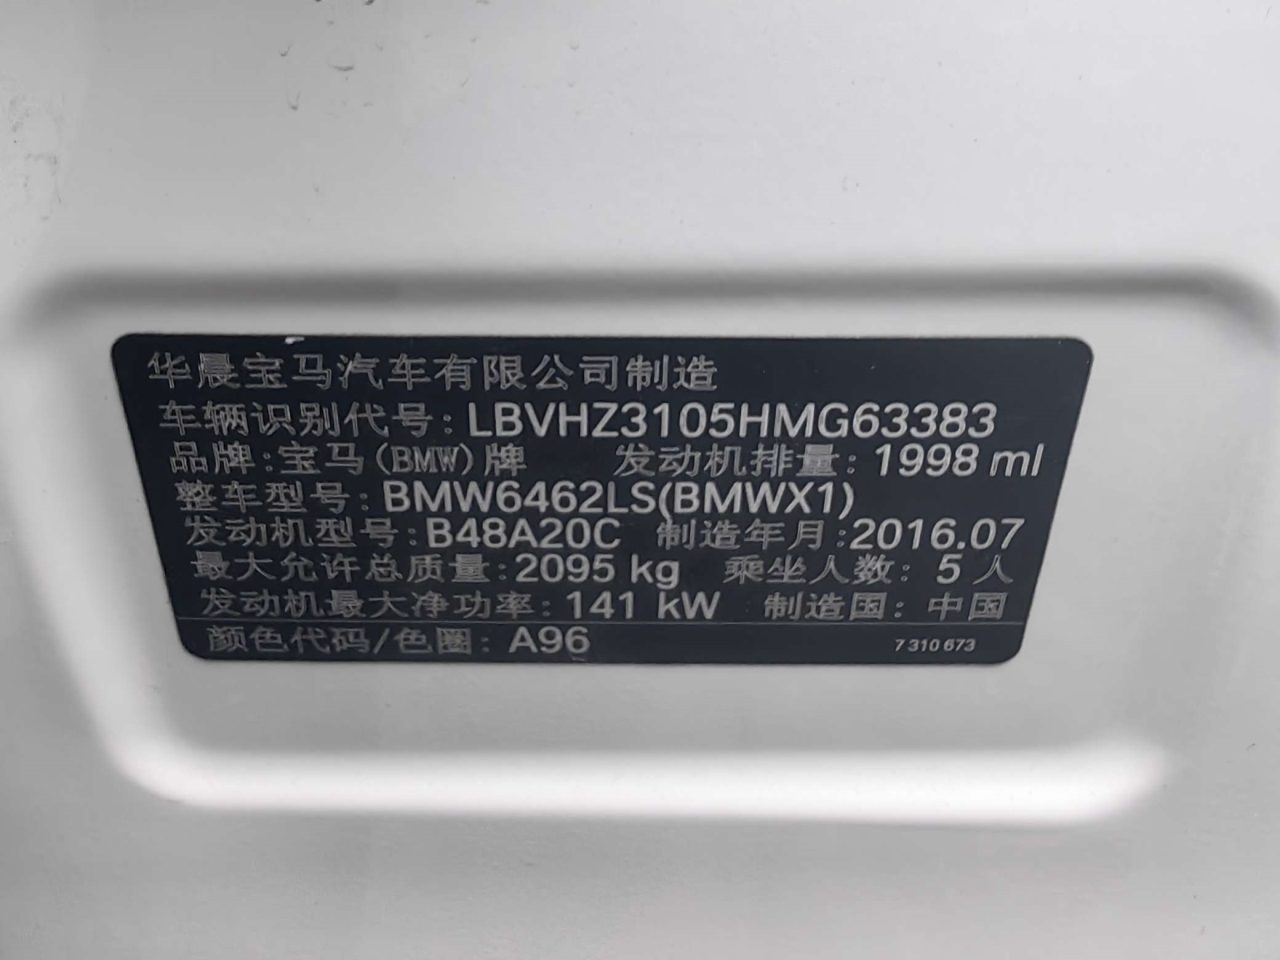 华晨宝马汽车有限公司制造
车辆识别代号: LBVHZ3105HMG63383
品牌:宝马(BMW)牌 发动机排量: 1998 ml
整车型号: BMW6462LS(BMWX1)
发动机型号: B48A20C 制造年月:2016.07
最大允许总质量:2095 kg 乘坐人数: 5 人
发动机最大净功率: 141 kW 制造国: 中国
颜色代码/色圈: A96 7 310 673